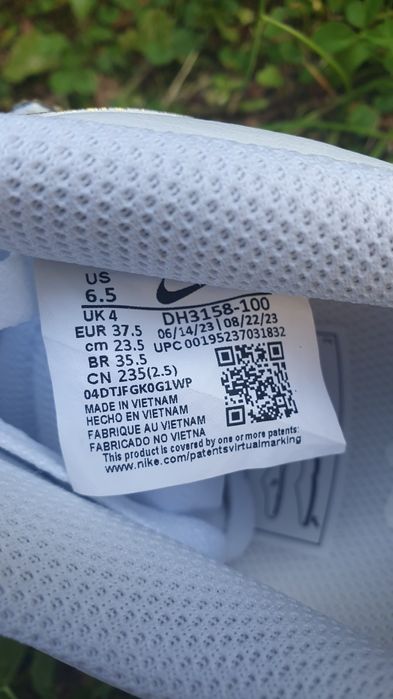 US
6.5
UK 4
EUR 37.5
cm 23.5
BR 35.5
CN 235(2.5)
DH3158-100
06/14/23 | 08/22/23
UPC 00195237031832
04DTJFGK0G1WP
MADE IN VIETNAM
HECHO EN VIETNAM
FABRIQUE AU VIETNAM
FABRICADO NO VIETNA
This product is covered by one or more patents:
www.nike.com/patentsvirtualmarking